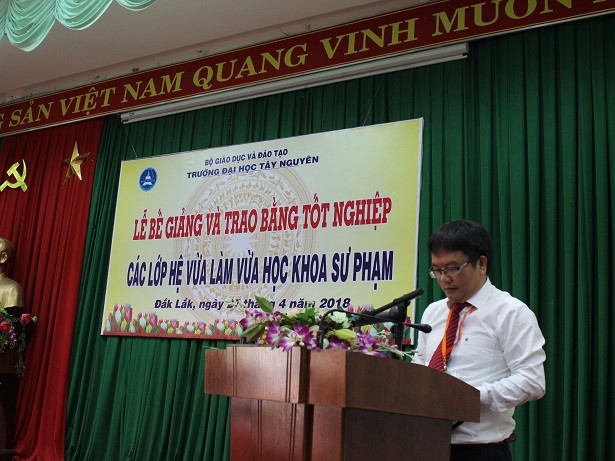 G SẢN VIỆT NAM QUANG VINH MUÔN
BỘ GIÁO DỤC VÀ ĐÀO TẠO
TRƯỜNG ĐẠI HỌC TÂY NGUYÊN
LỄ BẾ GIẢNG VÀ TRAO BẰNG TỐT NGHIỆP
CÁC LỚP HỆ VỪA LÀM VỪA HỌC KHOA SƯ PHẠM
Đắk Lắk, ngày tháng 4 năm 2018